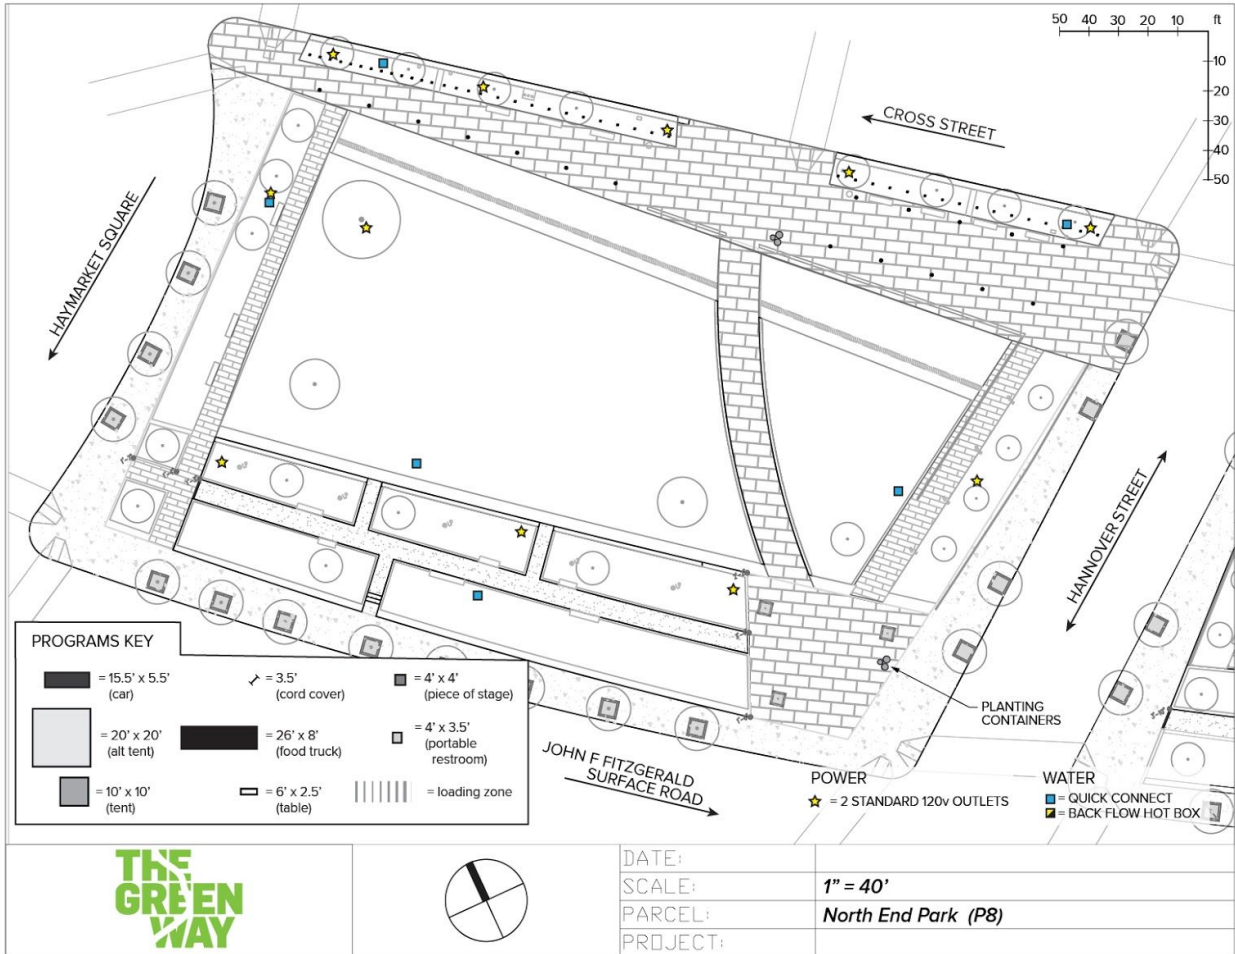 50 40 30 20 10 ft
10
20
30
40
50
CROSS STREET
HAYMARKET SQUARE
HANNOVER STREET
PROGRAMS KEY
= 15.5' x 5.5'
(car)
= 3.5'
(cord cover)
= 4' x 4'
(piece of stage)
= 20' x 20'
(alt tent)
= 26' x 8'
(food truck)
= 4' x 3.5'
(portable
restroom)
= 10' x 10'
(tent)
= 6' x 2.5'
(table)
= loading zone
PLANTING
CONTAINERS
JOHN F FITZGERALD
SURFACE ROAD
POWER
= 2 STANDARD 120v OUTLETS
WATER
= QUICK CONNECT
= BACK FLOW HOT BOX
THE
GREEN
WAY
DATE:
SCALE: 1" = 40'
PARCEL: North End Park (P8)
PROJECT: